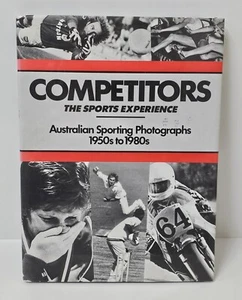 COMPETITORS
THE SPORTS EXPERIENCE
Australian Sporting Photographs
1950s to 1980s
64